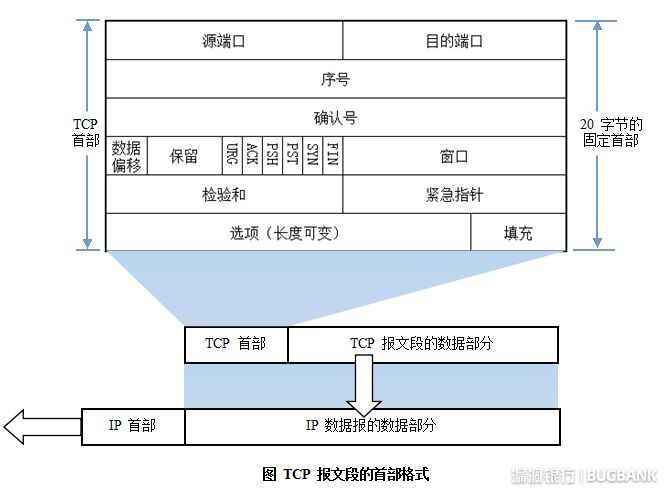 源端口 目的端口
序号
TCP
首部
20 字节的
固定首部
确认号
数据
偏移
保留
URG
ACK
PSH
PST
SYN
FIN
窗口
检验和 紧急指针
选项（长度可变） 填充
TCP 首部 TCP 报文段的数据部分
IP 首部 IP 数据报的数据部分
图 TCP 报文段的首部格式
漏洞银行 | BUGBANK